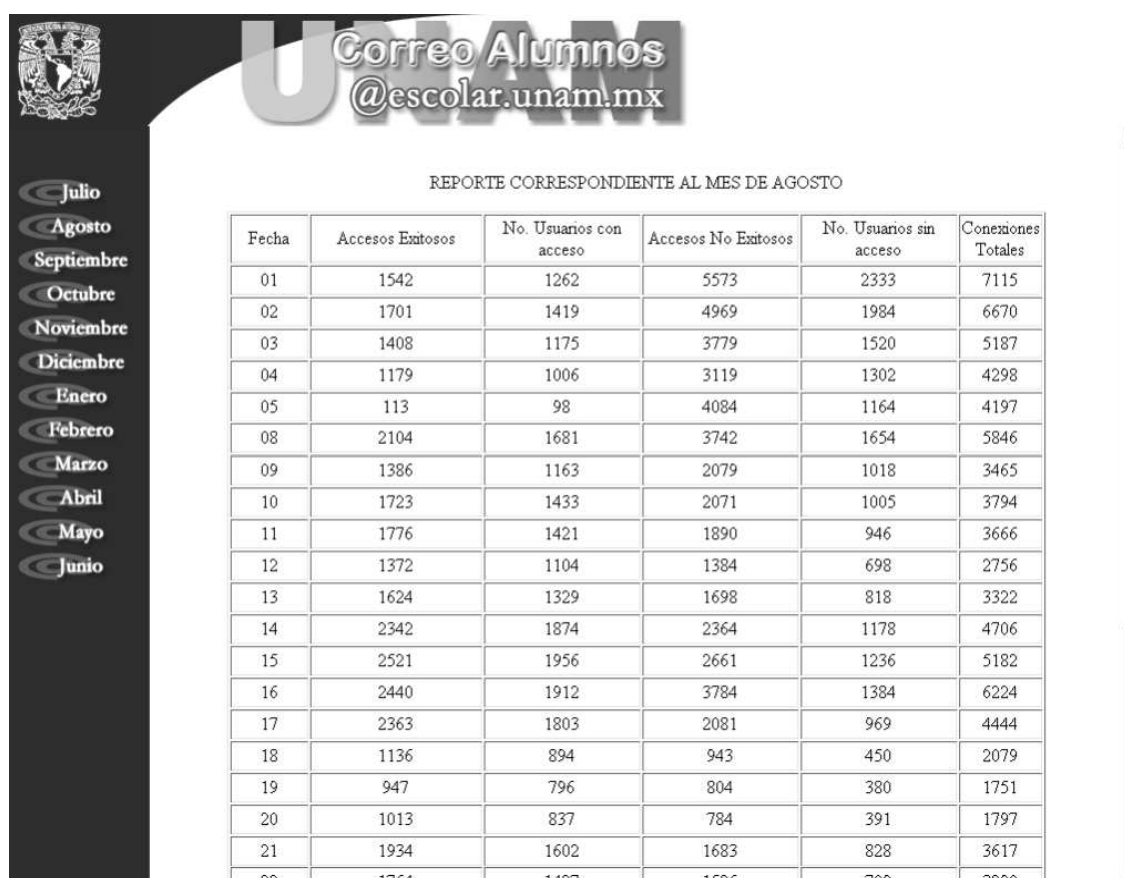 UNAM
Correo Alumnos
@escolar.unam.mx
Julio
Agosto
Septiembre
Octubre
Noviembre
Diciembre
Enero
Febrero
Marzo
Abril
Mayo
Junio
REPORTE CORRESPONDIENTE AL MES DE AGOSTO
Fecha Accesos Exitosos No. Usuarios con acceso Accesos No Exitosos No. Usuarios sin acceso Conexiones Totales
01 1542 1262 5573 2333 7115
02 1701 1419 4969 1984 6670
03 1408 1175 3779 1520 5187
04 1179 1006 3119 1302 4298
05 113 98 4084 1164 4197
08 2104 1681 3742 1654 5846
09 1386 1163 2079 1018 3465
10 1723 1433 2071 1005 3794
11 1776 1421 1890 946 3666
12 1372 1104 1384 698 2756
13 1624 1329 1698 818 3322
14 2342 1874 2364 1178 4706
15 2521 1956 2661 1236 5182
16 2440 1912 3784 1384 6224
17 2363 1803 2081 969 4444
18 1136 894 943 450 2079
19 947 796 804 380 1751
20 1013 837 784 391 1797
21 1934 1602 1683 828 3617